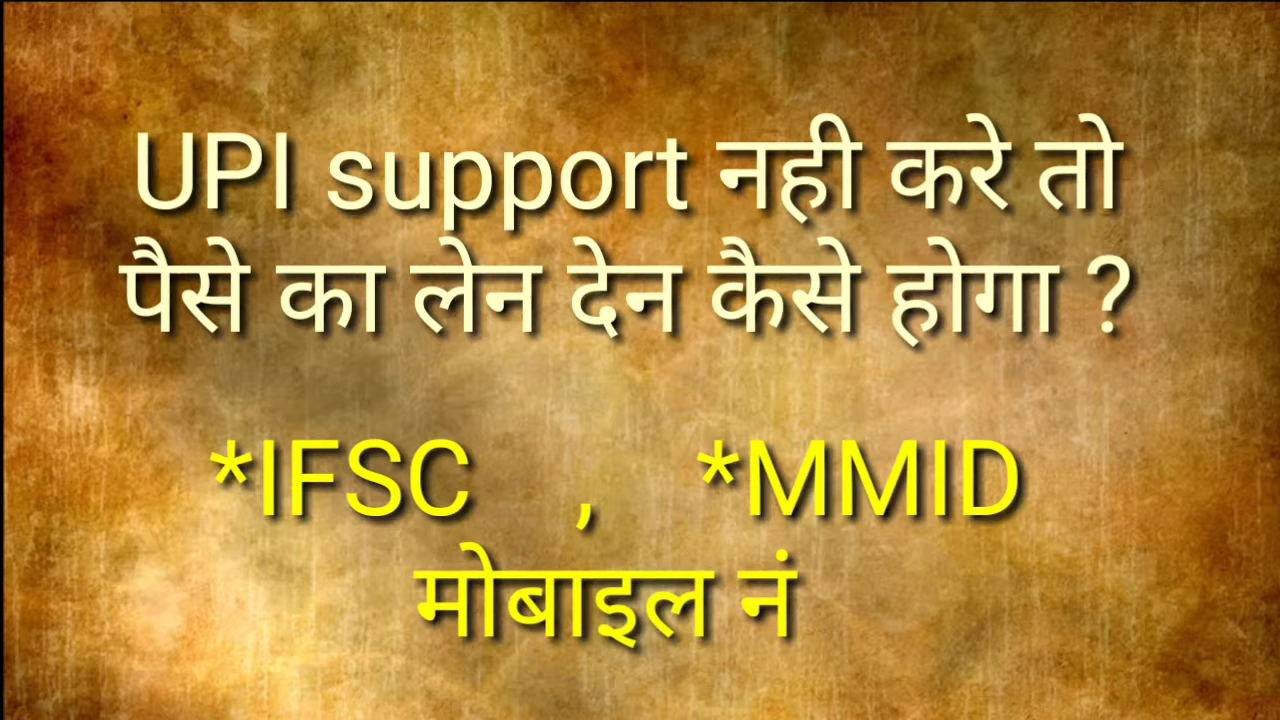 UPI support नही करे तो
पैसे का लेन देन कैसे होगा ?
*IFSC , *MMID
मोबाइल नं